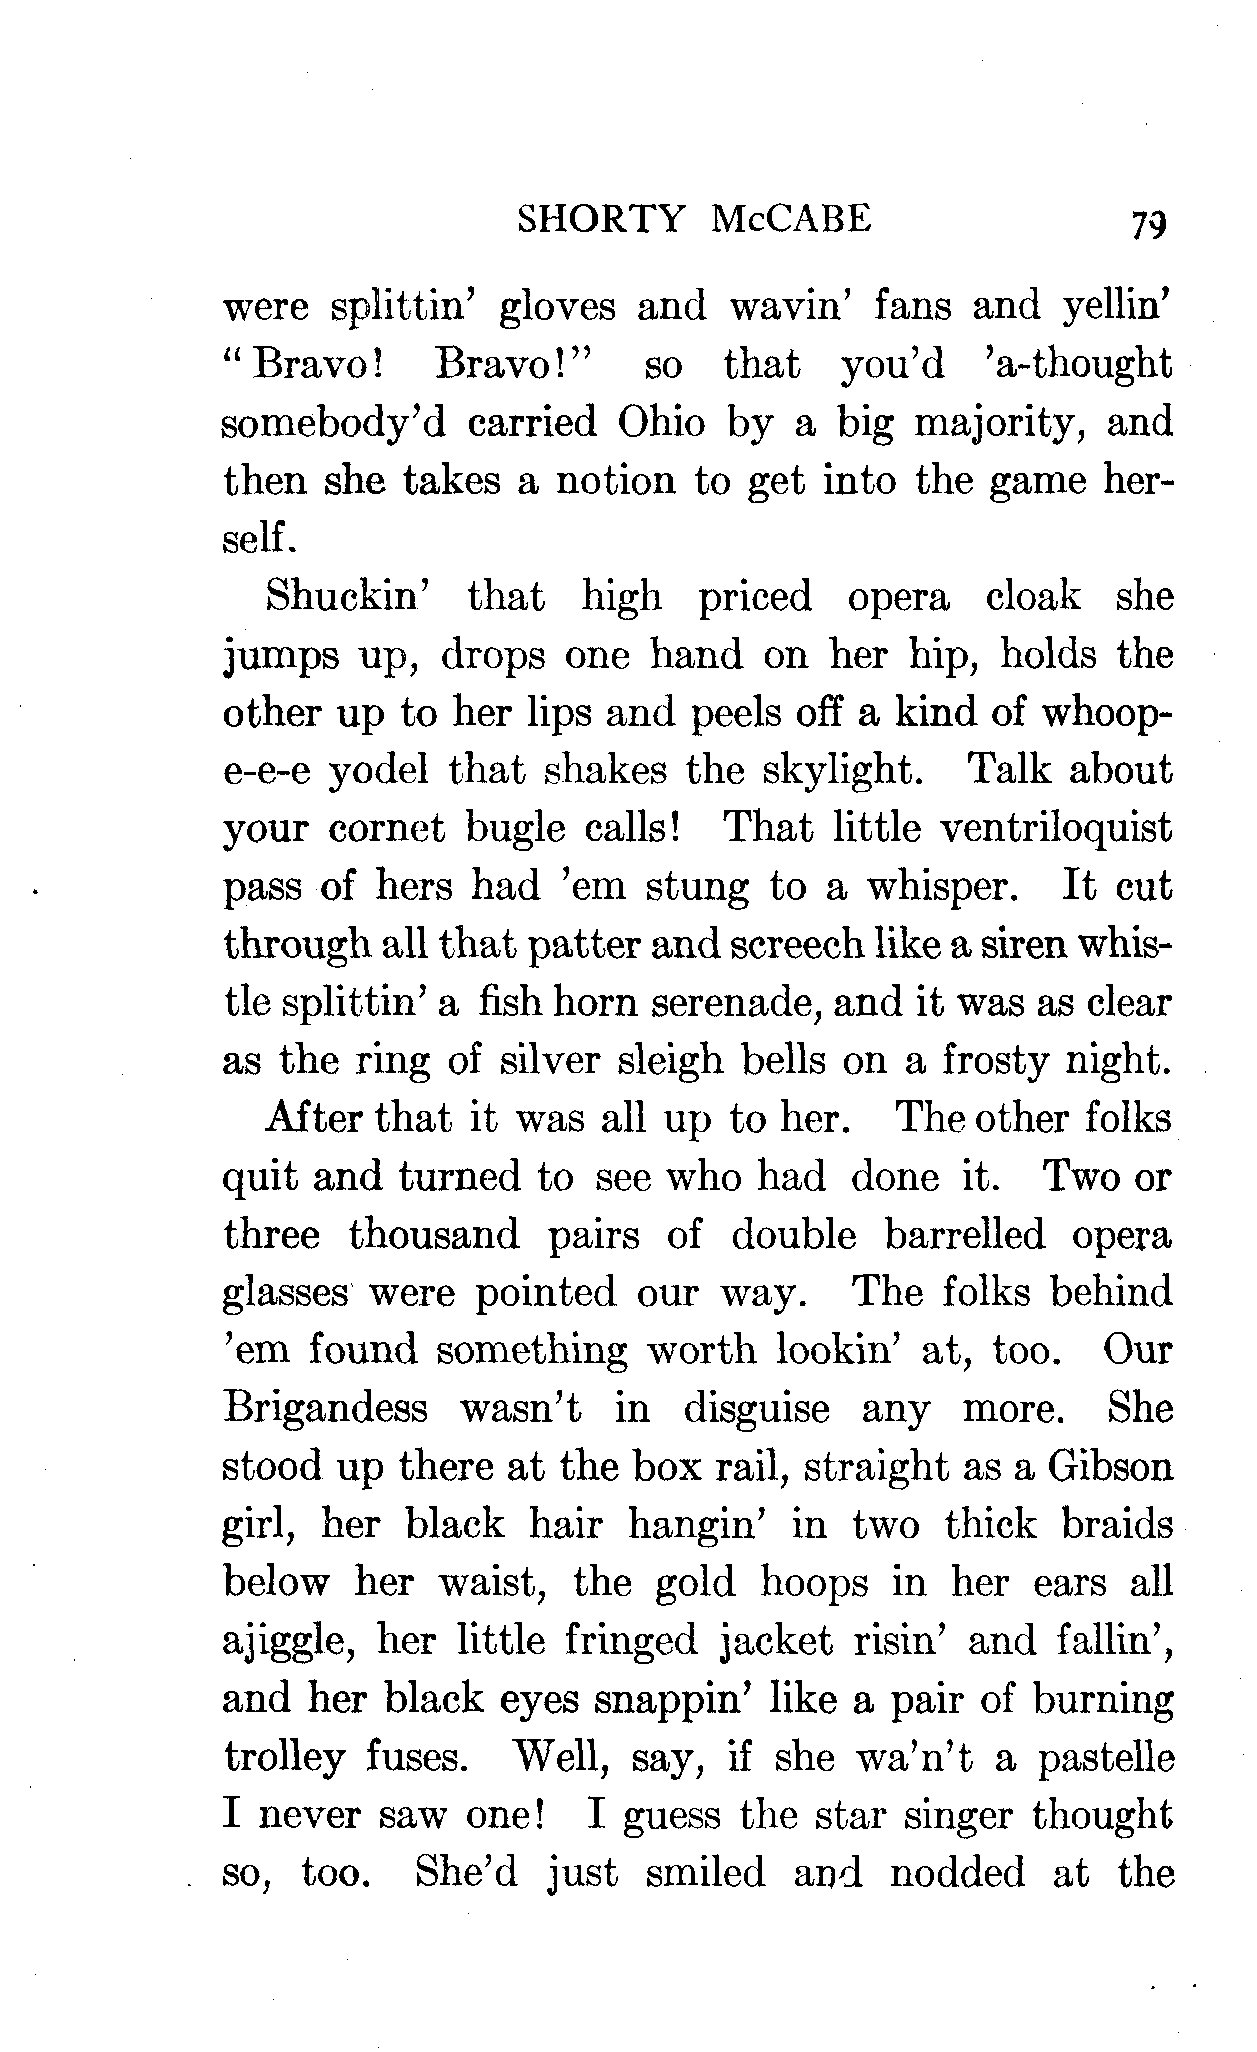 SHORTY McCABE 79
were splittin' gloves and wavin' fans and yellin'
" Bravo! Bravo!" so that you'd 'a-thought
somebody'd carried Ohio by a big majority, and
then she takes a notion to get into the game her-
self.
Shuckin' that high priced opera cloak she
jumps up, drops one hand on her hip, holds the
other up to her lips and peels off a kind of whoop-
e-e-e yodel that shakes the skylight. Talk about
your cornet bugle calls! That little ventriloquist
pass of hers had 'em stung to a whisper. It cut
through all that patter and screech like a siren whis-
tle splittin' a fish horn serenade, and it was as clear
as the ring of silver sleigh bells on a frosty night.
After that it was all up to her. The other folks
quit and turned to see who had done it. Two or
three thousand pairs of double barrelled opera
glasses were pointed our way. The folks behind
'em found something worth lookin' at, too. Our
Brigandess wasn't in disguise any more. She
stood up there at the box rail, straight as a Gibson
girl, her black hair hangin' in two thick braids
below her waist, the gold hoops in her ears all
ajiggle, her little fringed jacket risin' and fallin',
and her black eyes snappin' like a pair of burning
trolley fuses. Well, say, if she wa'n't a pastelle
I never saw one! I guess the star singer thought
so, too. She'd just smiled and nodded at the